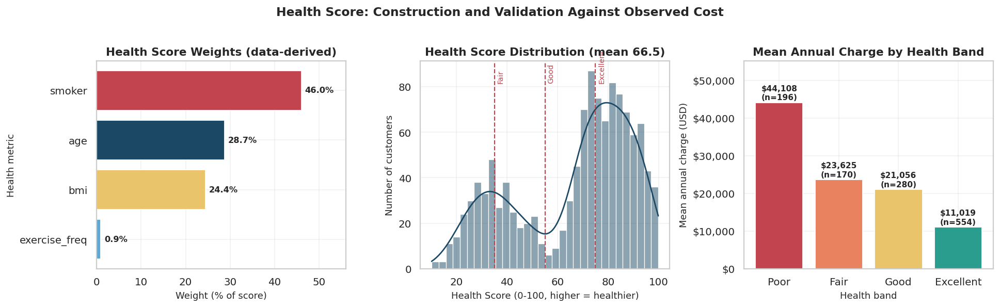 Health Score: Construction and Validation Against Observed Cost
Health Score Weights (data-derived)
Health metric
smoker
age
bmi
exercise_freq
46.0%
28.7%
24.4%
0.9%
0 10 20 30 40 50
Weight (% of score)
Health Score Distribution (mean 66.5)
Number of customers
80
60
40
20
0
Fair
Good
Excellent
20 40 60 80 100
Health Score (0-100, higher = healthier)
Mean Annual Charge by Health Band
Mean annual charge (USD)
$50,000
$40,000
$30,000
$20,000
$10,000
$0
$44,108
(n=196)
$23,625
(n=170)
$21,056
(n=280)
$11,019
(n=554)
Poor Fair Good Excellent
Health band